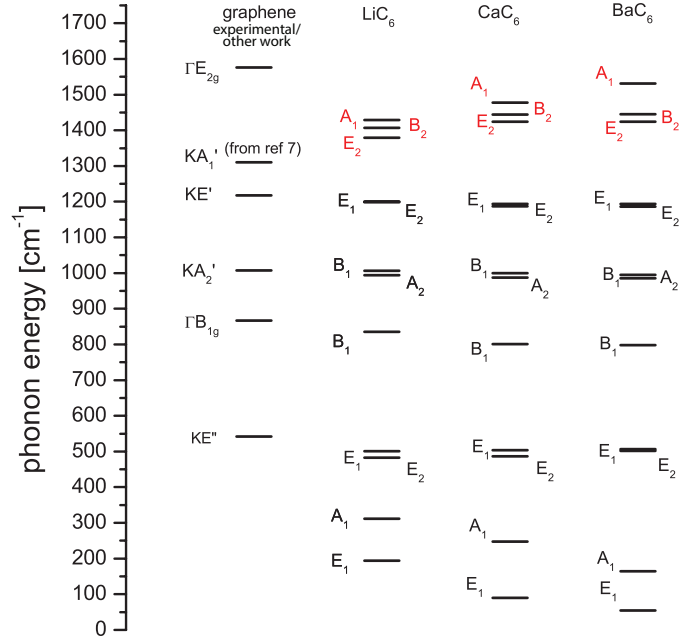 graphene
experimental/
other work
LiC6
CaC6
BaC6
phonon energy [cm-1]
1700
1600
1500
1400
1300
1200
1100
1000
900
800
700
600
500
400
300
200
100
0
ΓE2g
(from ref 7)
KA1'
KE'
KA2'
ΓB1g
KE"
A1
B2
E2
E1
E2
B1
A2
B1
E1
E2
A1
E1
A1
B2
E2
E1
E2
B1
A2
B1
E1
E2
A1
E1
A1
B2
E2
E1
E2
B1
A2
B1
E1
E2
A1
E1